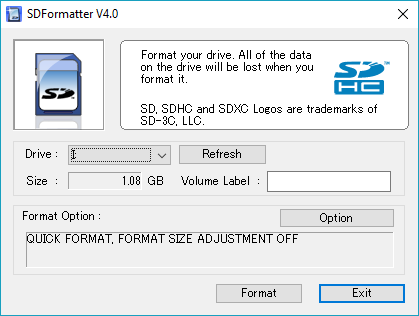 SDFormatter V4.0
Format your drive. All of the data
on the drive will be lost when you
format it.
SD, SDHC and SDXC Logos are trademarks of
SD-3C, LLC.
SD
HC
SD
Drive :
Refresh
Size : 1.08 GB Volume Label :
Format Option :
Option
QUICK FORMAT, FORMAT SIZE ADJUSTMENT OFF
Format Exit